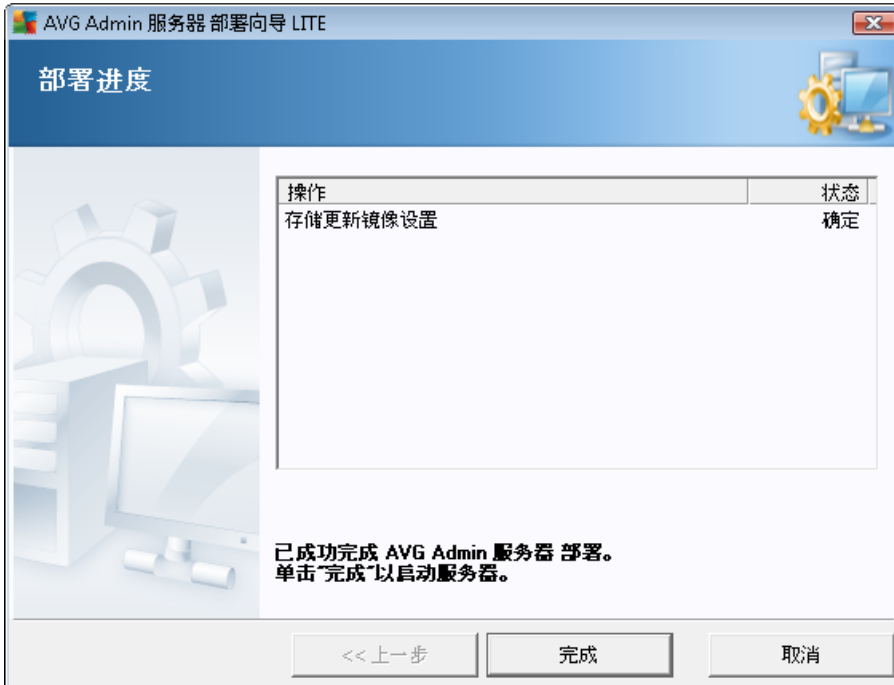 AVG Admin 服务器 部署向导 LITE
部署进度
操作 状态
存储更新镜像设置 确定
已成功完成 AVG Admin 服务器 部署。
单击“完成”以启动服务器。
<< 上一步 完成 取消